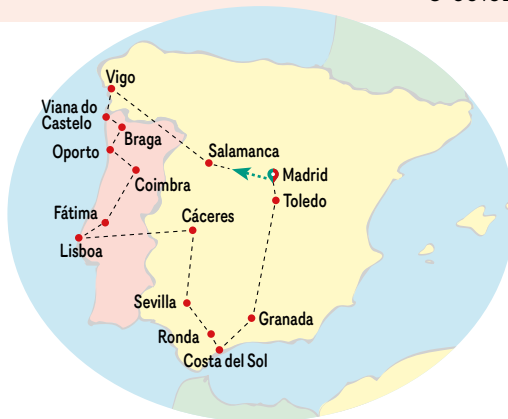 Vigo
Viana do
Castelo
Braga
Oporto
Salamanca
Madrid
Coimbra
Toledo
Fátima
Cáceres
Lisboa
Sevilla
Granada
Ronda
Costa del Sol